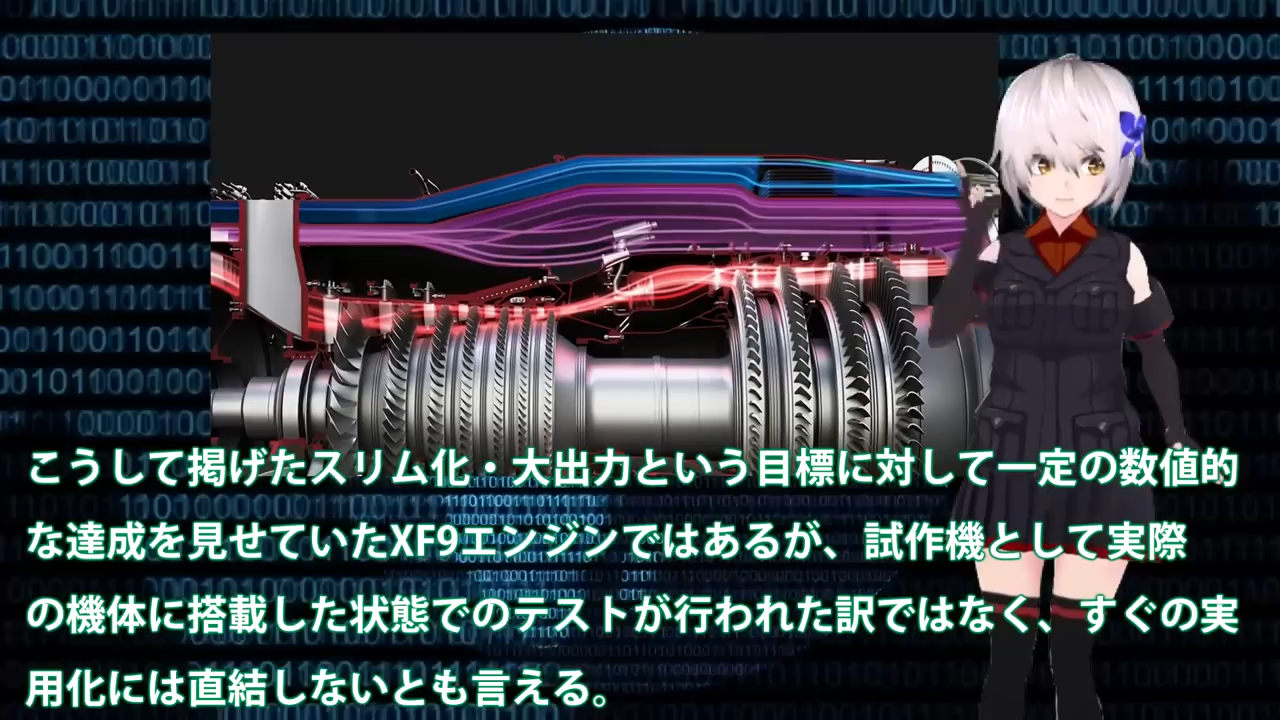 こうして掲げたスリム化・大出力という目標に対して一定の数値的
な達成を見せていたXF9エンジンではあるが、試作機として実際
の機体に搭載した状態でのテストが行われた訳ではなく、すぐの実
用化には直結しないとも言える。